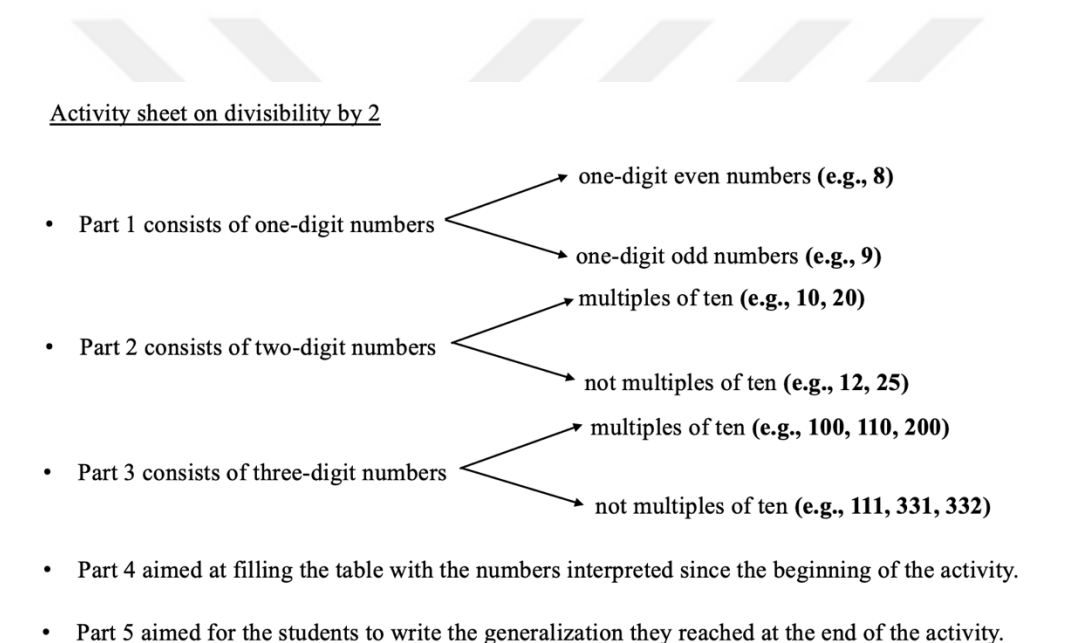 Activity sheet on divisibility by 2
one-digit even numbers (e.g., 8)
• Part 1 consists of one-digit numbers
one-digit odd numbers (e.g., 9)
multiples of ten (e.g., 10, 20)
• Part 2 consists of two-digit numbers
not multiples of ten (e.g., 12, 25)
multiples of ten (e.g., 100, 110, 200)
• Part 3 consists of three-digit numbers
not multiples of ten (e.g., 111, 331, 332)
• Part 4 aimed at filling the table with the numbers interpreted since the beginning of the activity.
• Part 5 aimed for the students to write the generalization they reached at the end of the activity.